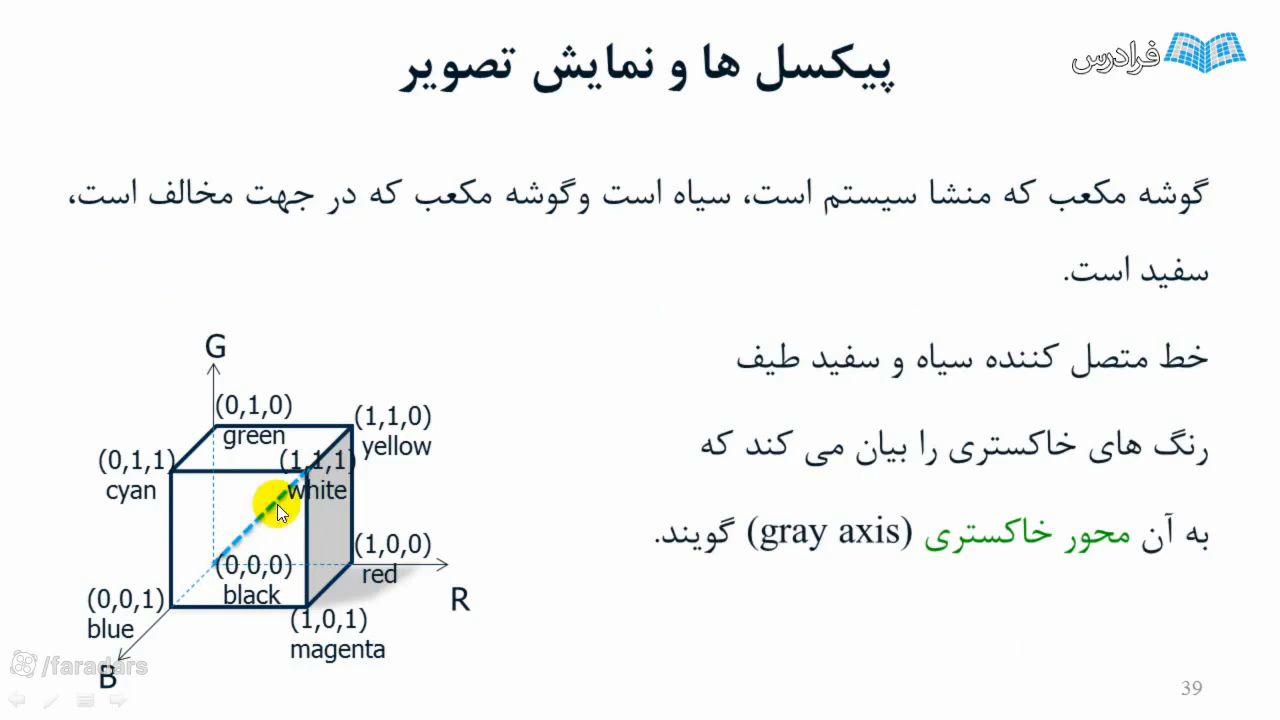 پیکسل ها و نمایش تصویر
فرادرس
گوشه مکعب که منشا سیستم است، سیاه است وگوشه مکعب که در جهت مخالف است،
سفید است.
خط متصل کننده سیاه و سفید طیف
رنگ های خاکستری را بیان می کند که
به آن محور خاکستری (gray axis) گویند.
G
(0,1,0)
green
(1,1,0)
yellow
(0,1,1)
cyan
(1,1,1)
white
(1,0,0)
red
(0,0,0)
black
R
(0,0,1)
blue
(1,0,1)
magenta
B
/faradars
39